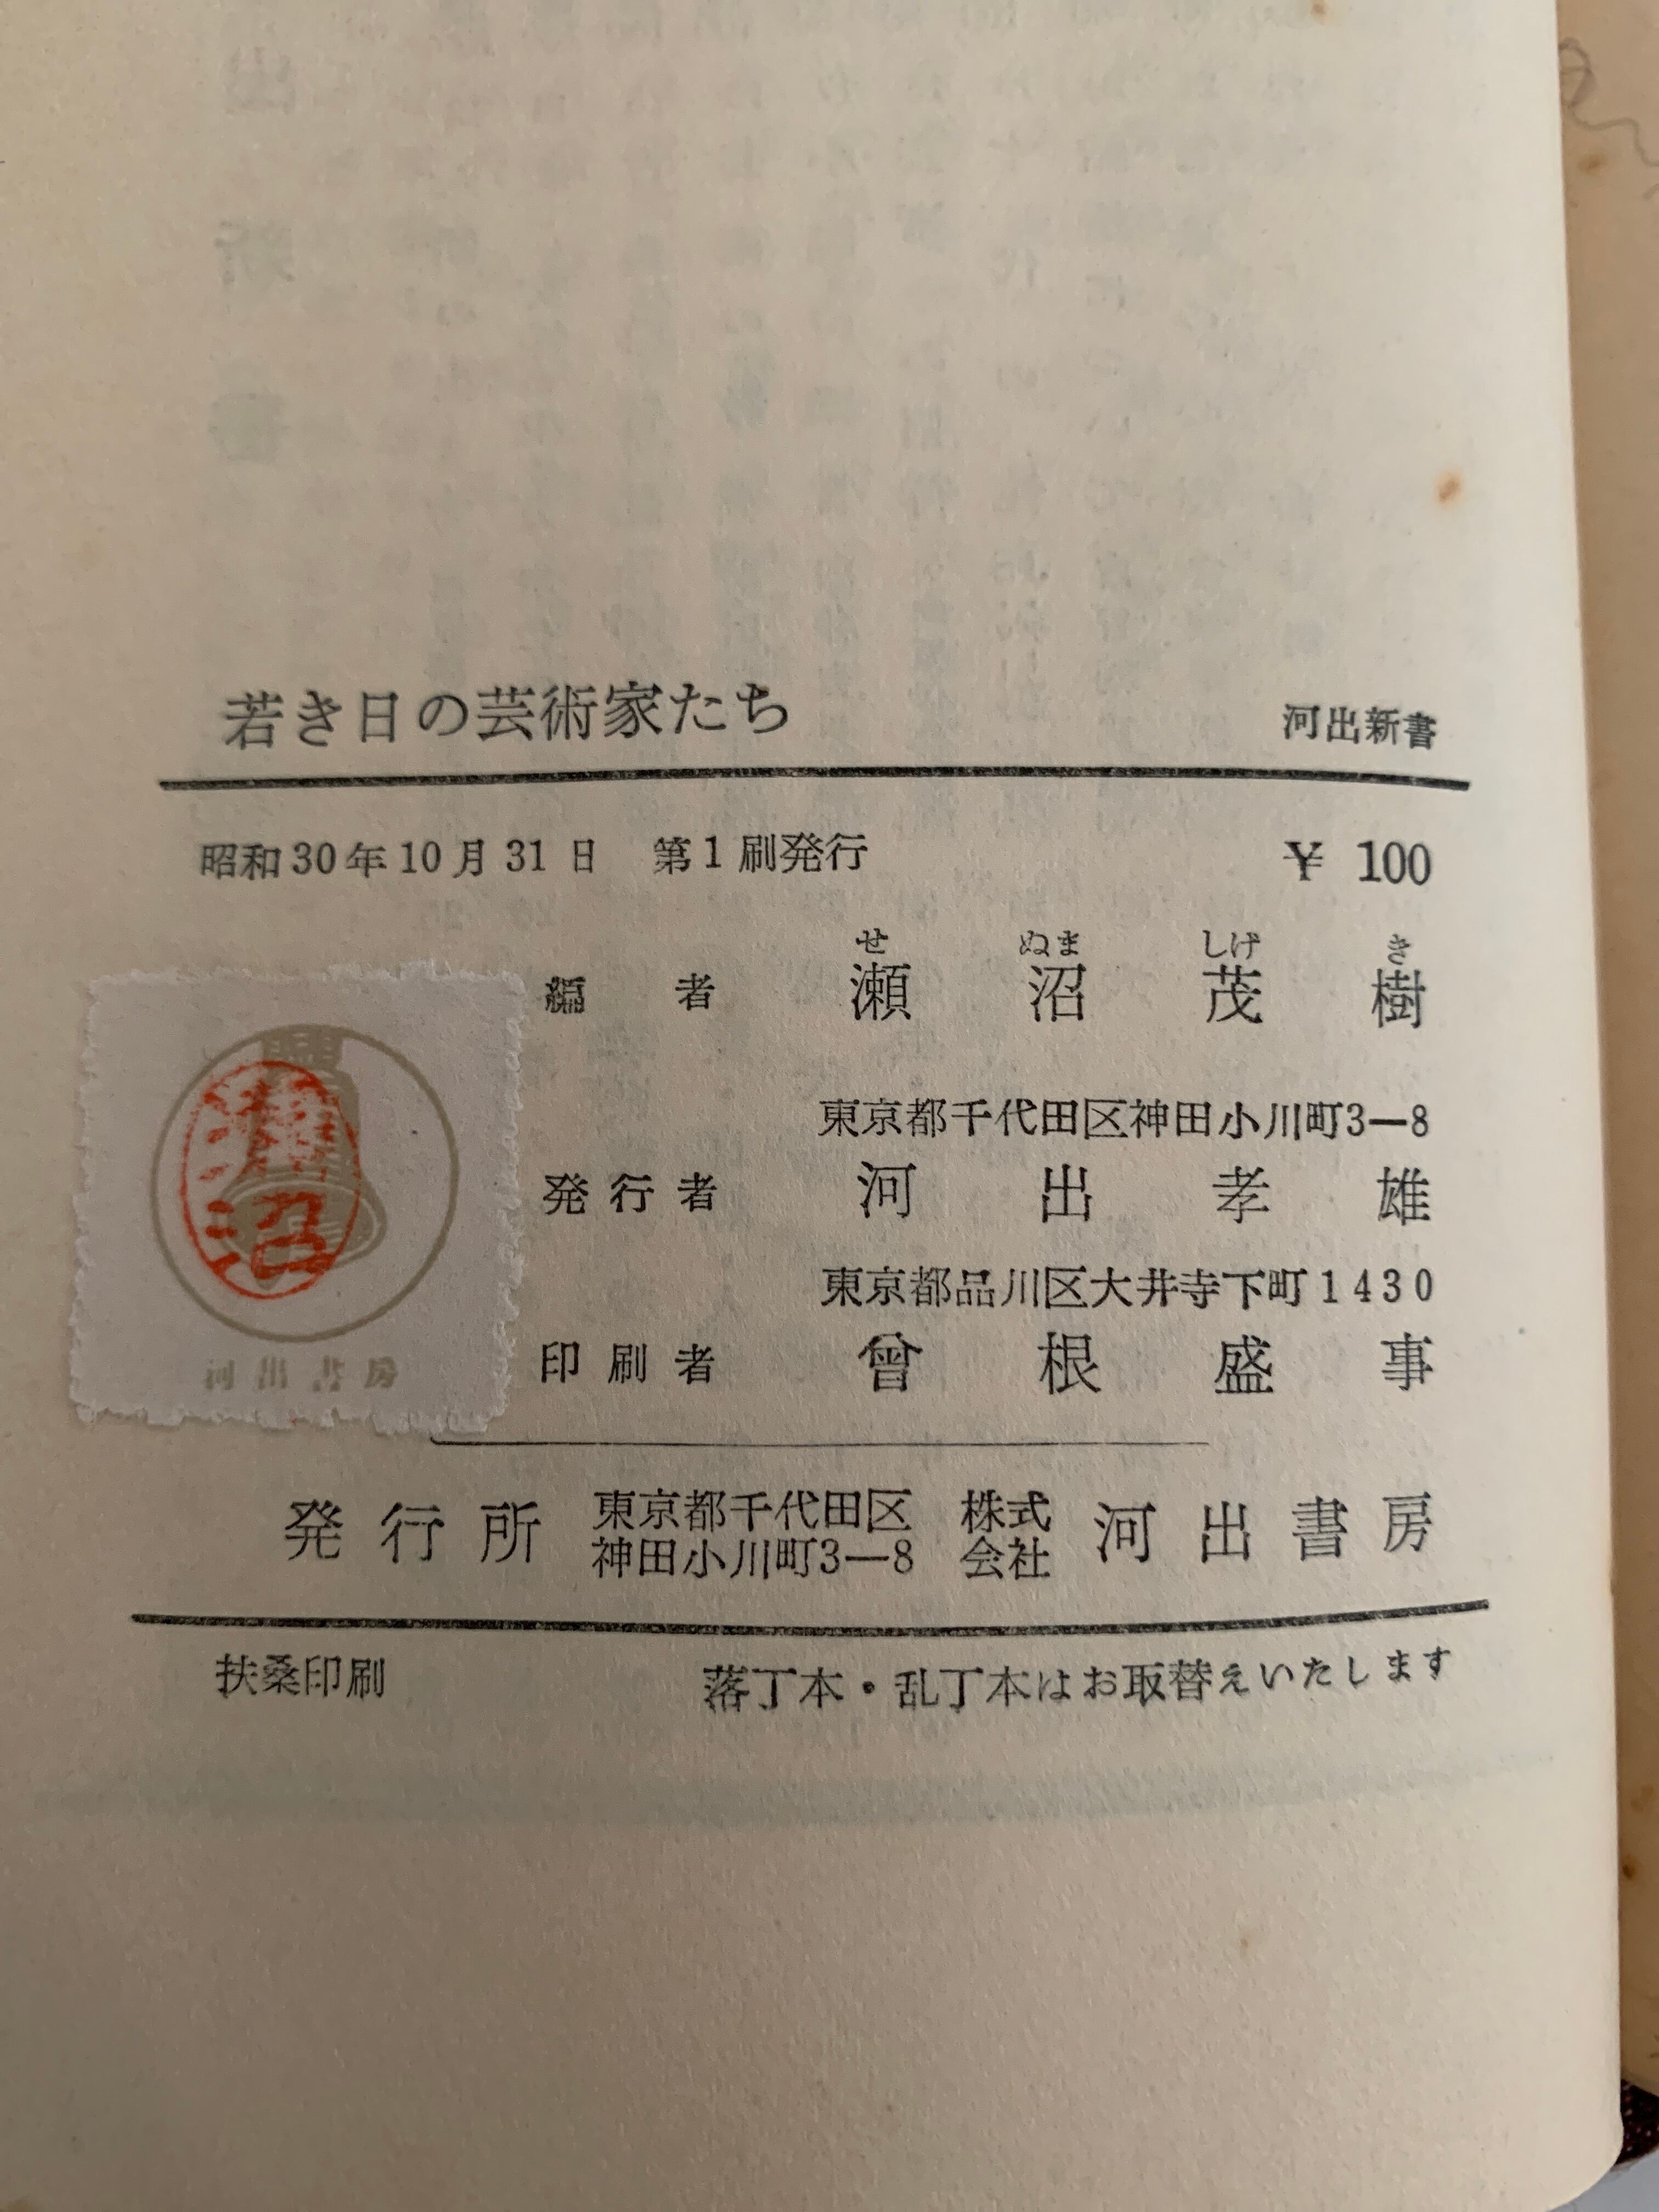 若き日の芸術家たち 河出新書
昭和30年10月31日 第1刷発行 ¥ 100
せ ぬま しげ き
編者 瀬沼茂樹
東京都千代田区神田小川町3—8
発行者 河出孝雄
東京都品川区大井寺下町1430
印刷者 曾根盛事
瀬沼
河出書房
発行所 東京都千代田区 株式 河出書房
神田小川町3—8 会社
扶桑印刷 落丁本・乱丁本はお取替えいたします